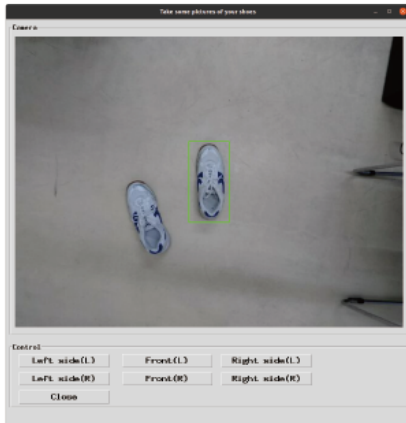 Take some pictures of your shoes
Camera
Control
Left side(L) Front(L) Right side(L)
Left side(R) Front(R) Right side(R)
Close